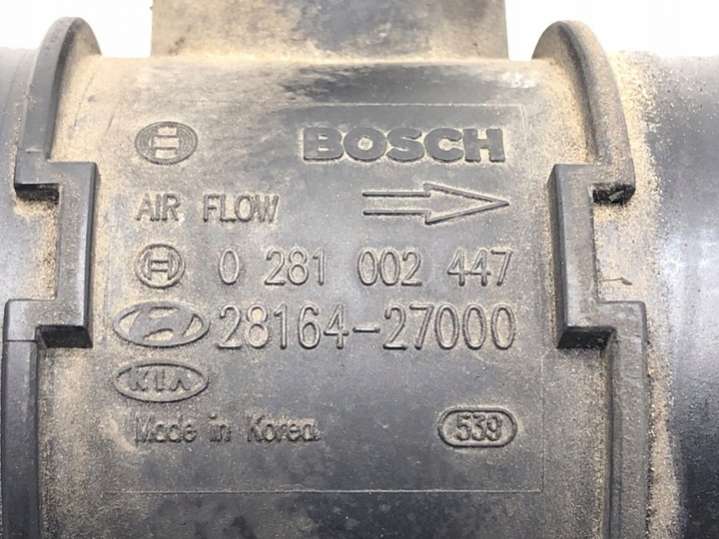 BOSCH
AIR FLOW
0 281 002 447
28164-27000
KIA
Made in Korea
539